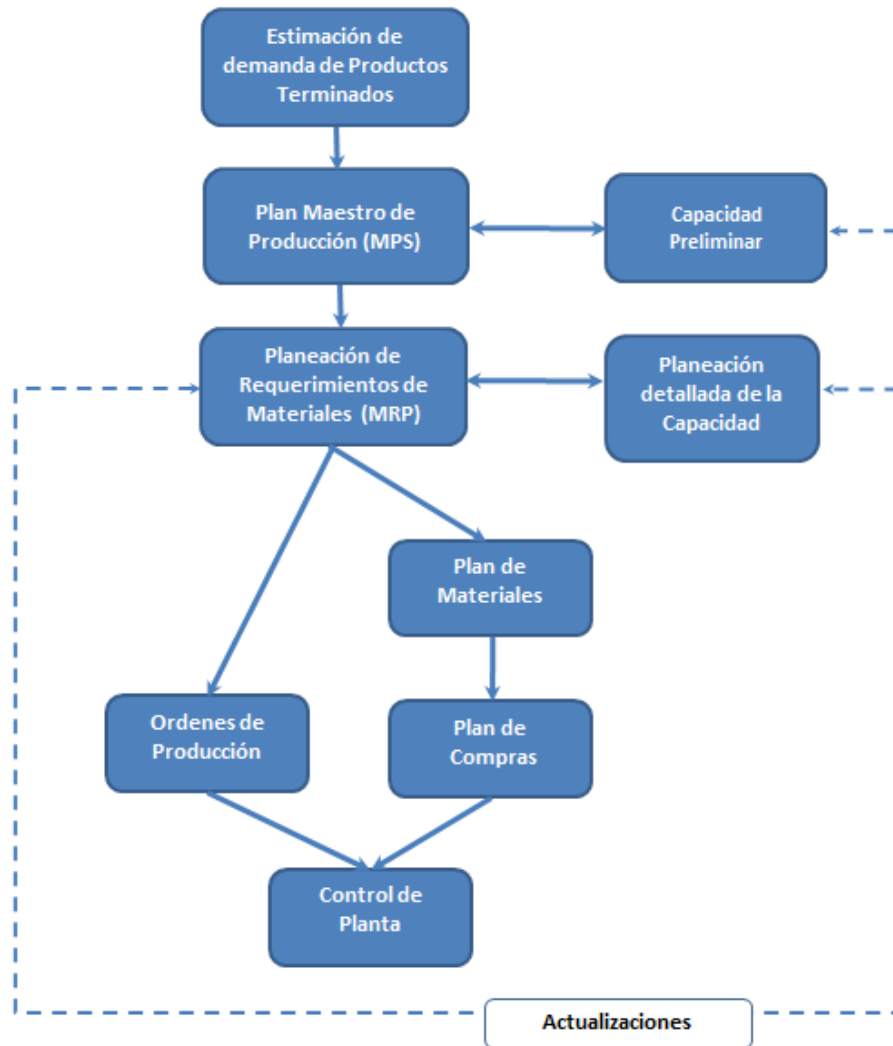 Estimación de
demanda de Productos
Terminados
Plan Maestro de
Producción (MPS)
Capacidad
Preliminar
Planeación de
Requerimientos de
Materiales (MRP)
Planeación
detallada de la
Capacidad
Plan de
Materiales
Ordenes de
Producción
Plan de
Compras
Control de
Planta
Actualizaciones